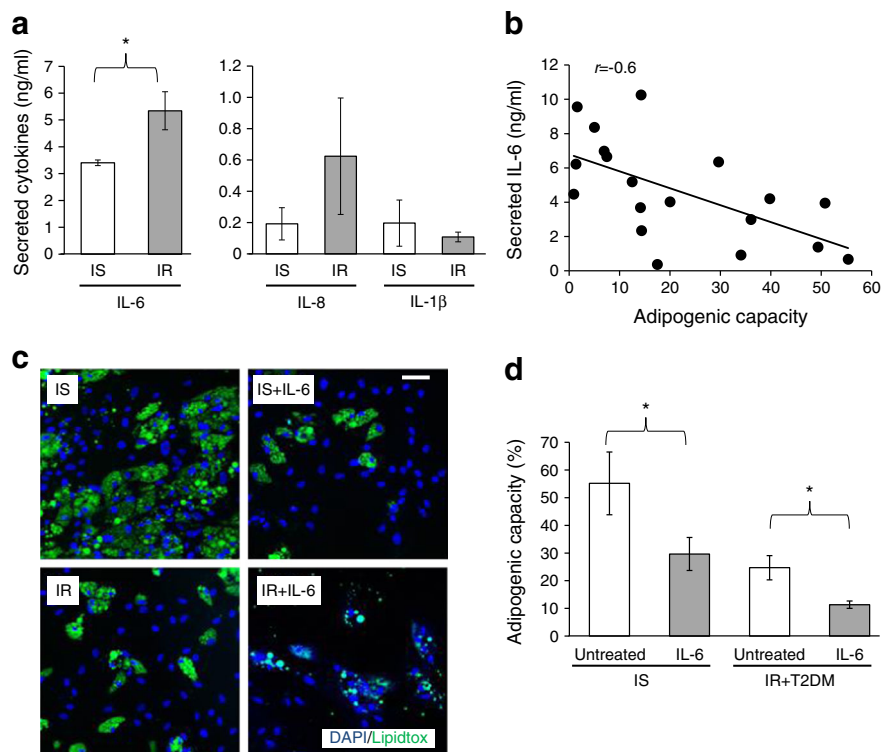 a
*
Secreted cytokines (ng/ml)
7
6
5
4
3
2
1
0
IS IR
IL-6
1.2
1.0
0.8
0.6
0.4
0.2
0
IS IR IS IR
IL-8 IL-1β
b
r=-0.6
Secreted IL-6 (ng/ml)
12
10
8
6
4
2
0
0 10 20 30 40 50 60
Adipogenic capacity
c
IS
IS+IL-6
IR
IR+IL-6
DAPI/Lipidtox
d
*
*
Adipogenic capacity (%)
70
60
50
40
30
20
10
0
Untreated IL-6 Untreated IL-6
IS IR+T2DM